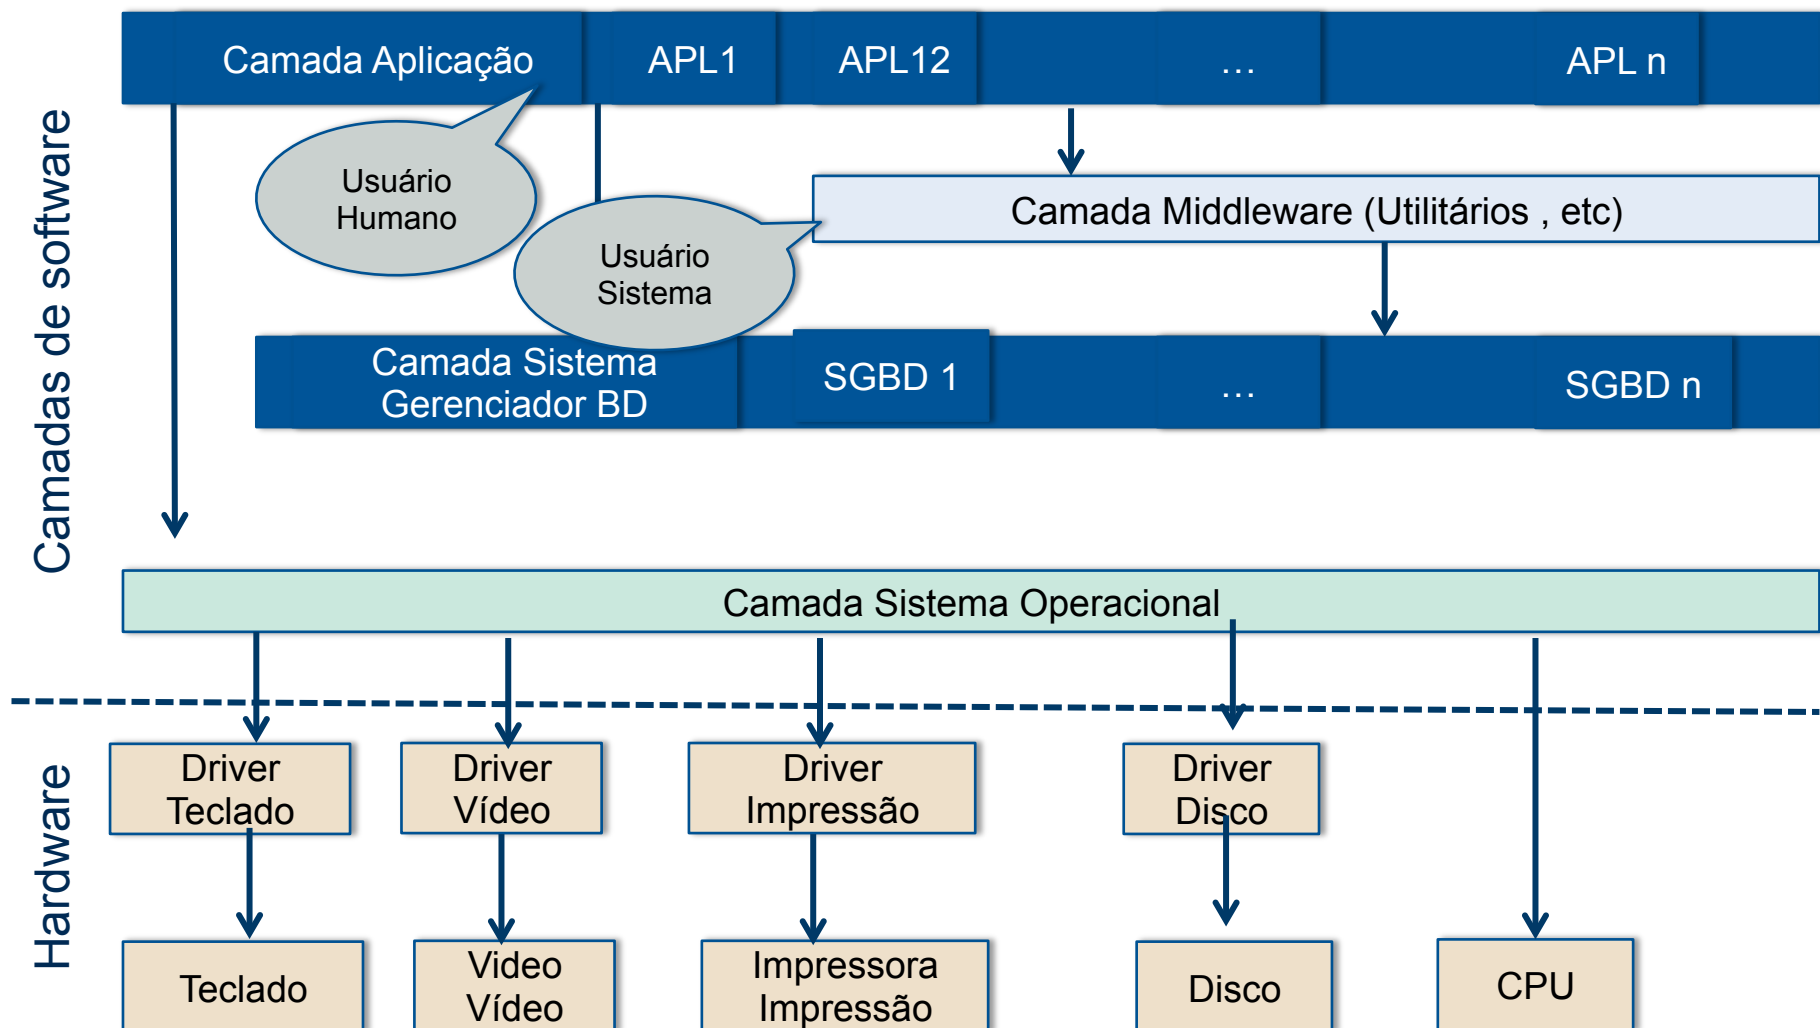 Camadas de software
Camada Aplicação
APL1
APL12
...
APL n
Usuário
Humano
Camada Middleware (Utilitários , etc)
Usuário
Sistema
Camada Sistema
Gerenciador BD
SGBD 1
...
SGBD n
Camada Sistema Operacional
Hardware
Driver
Teclado
Driver
Vídeo
Driver
Impressão
Driver
Disco
Teclado
Video
Vídeo
Impressora
Impressão
Disco
CPU